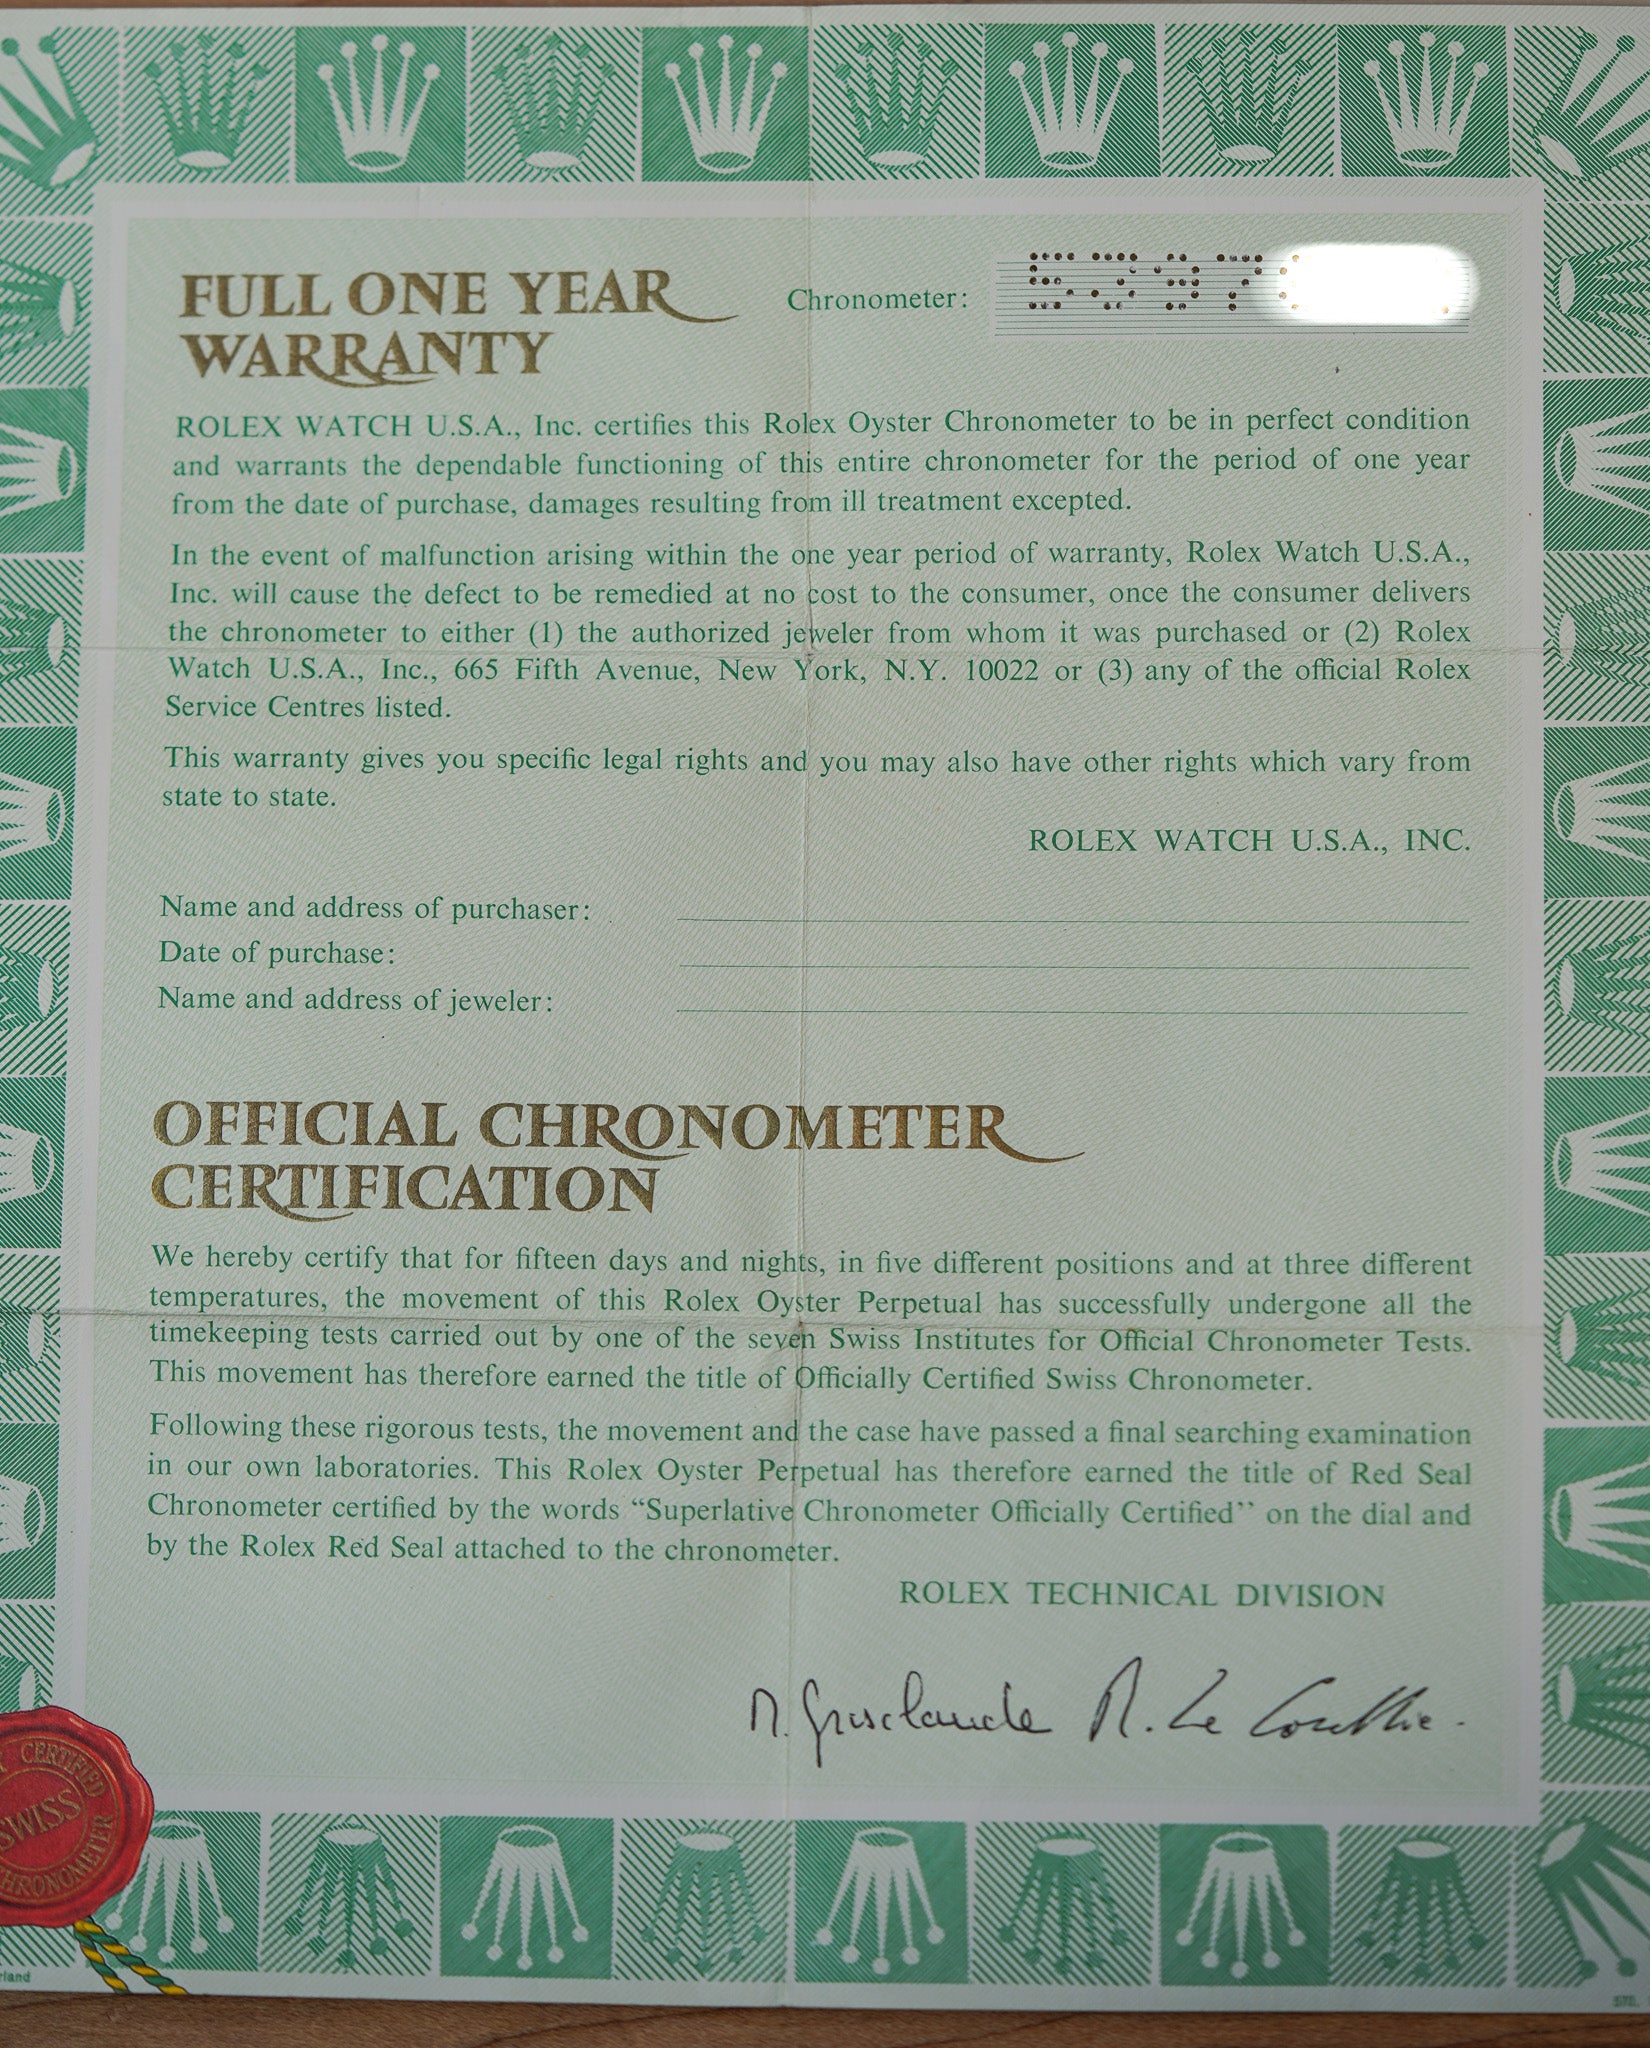 FULL ONE YEAR
WARRANTY
Chronometer:
ROLEX WATCH U.S.A., Inc. certifies this Rolex Oyster Chronometer to be in perfect condition
and warrants the dependable functioning of this entire chronometer for the period of one year
from the date of purchase, damages resulting from ill treatment excepted.
In the event of malfunction arising within the one year period of warranty, Rolex Watch U.S.A.,
Inc. will cause the defect to be remedied at no cost to the consumer, once the consumer delivers
the chronometer to either (1) the authorized jeweler from whom it was purchased or (2) Rolex
Watch U.S.A., Inc., 665 Fifth Avenue, New York, N.Y. 10022 or (3) any of the official Rolex
Service Centres listed.
This warranty gives you specific legal rights and you may also have other rights which vary from
state to state.
ROLEX WATCH U.S.A., INC.
Name and address of purchaser:
Date of purchase:
Name and address of jeweler:
OFFICIAL CHRONOMETER
CERTIFICATION
We hereby certify that for fifteen days and nights, in five different positions and at three different
temperatures, the movement of this Rolex Oyster Perpetual has successfully undergone all the
timekeeping tests carried out by one of the seven Swiss Institutes for Official Chronometer Tests.
This movement has therefore earned the title of Officially Certified Swiss Chronometer.
Following these rigorous tests, the movement and the case have passed a final searching examination
in our own laboratories. This Rolex Oyster Perpetual has therefore earned the title of Red Seal
Chronometer certified by the words “Superlative Chronometer Officially Certified’’ on the dial and
by the Rolex Red Seal attached to the chronometer.
ROLEX TECHNICAL DIVISION
CERTIFIED
SWISS
CHRONOMETER